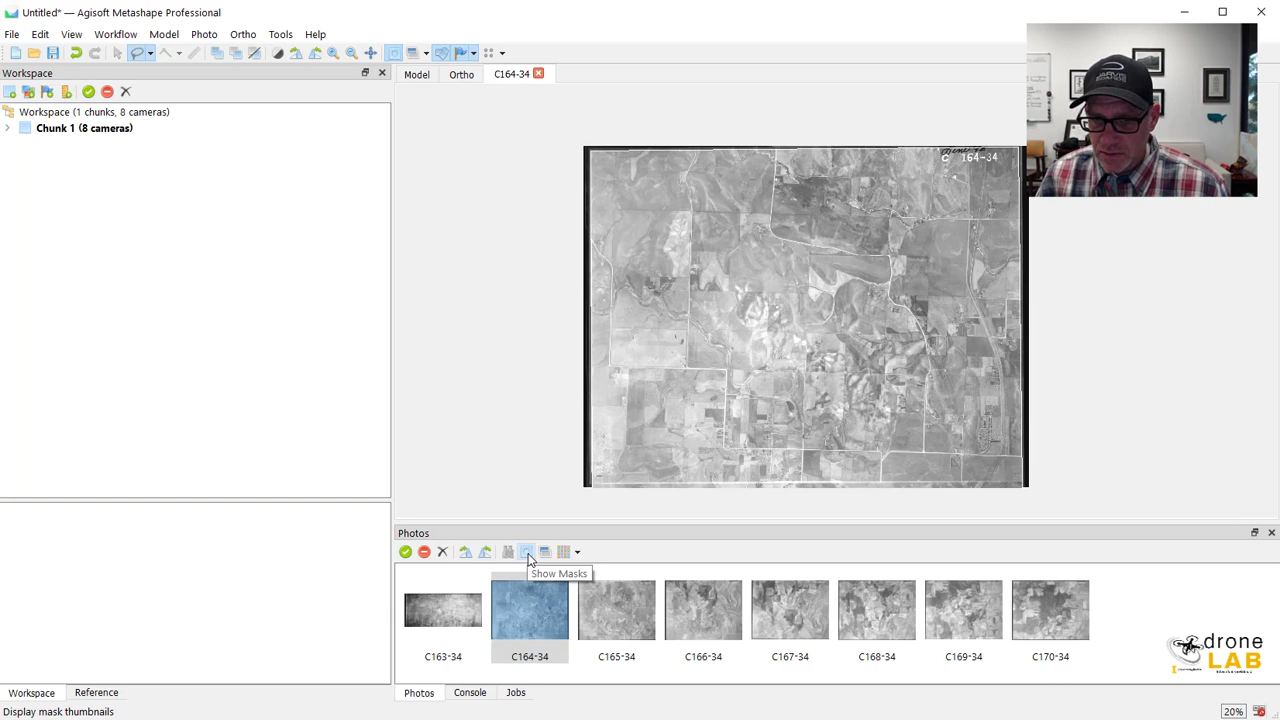 Untitled* — Agisoft Metashape Professional
File Edit View Workflow Model Photo Ortho Tools Help
Workspace
Model Ortho C164-34
Workspace (1 chunks, 8 cameras)
Chunk 1 (8 cameras)
C 164-34
Photos
Show Masks
C163-34 C164-34 C165-34 C166-34 C167-34 C168-34 C169-34 C170-34
drone
LAB
Workspace Reference
Photos Console Jobs
Display mask thumbnails
20%